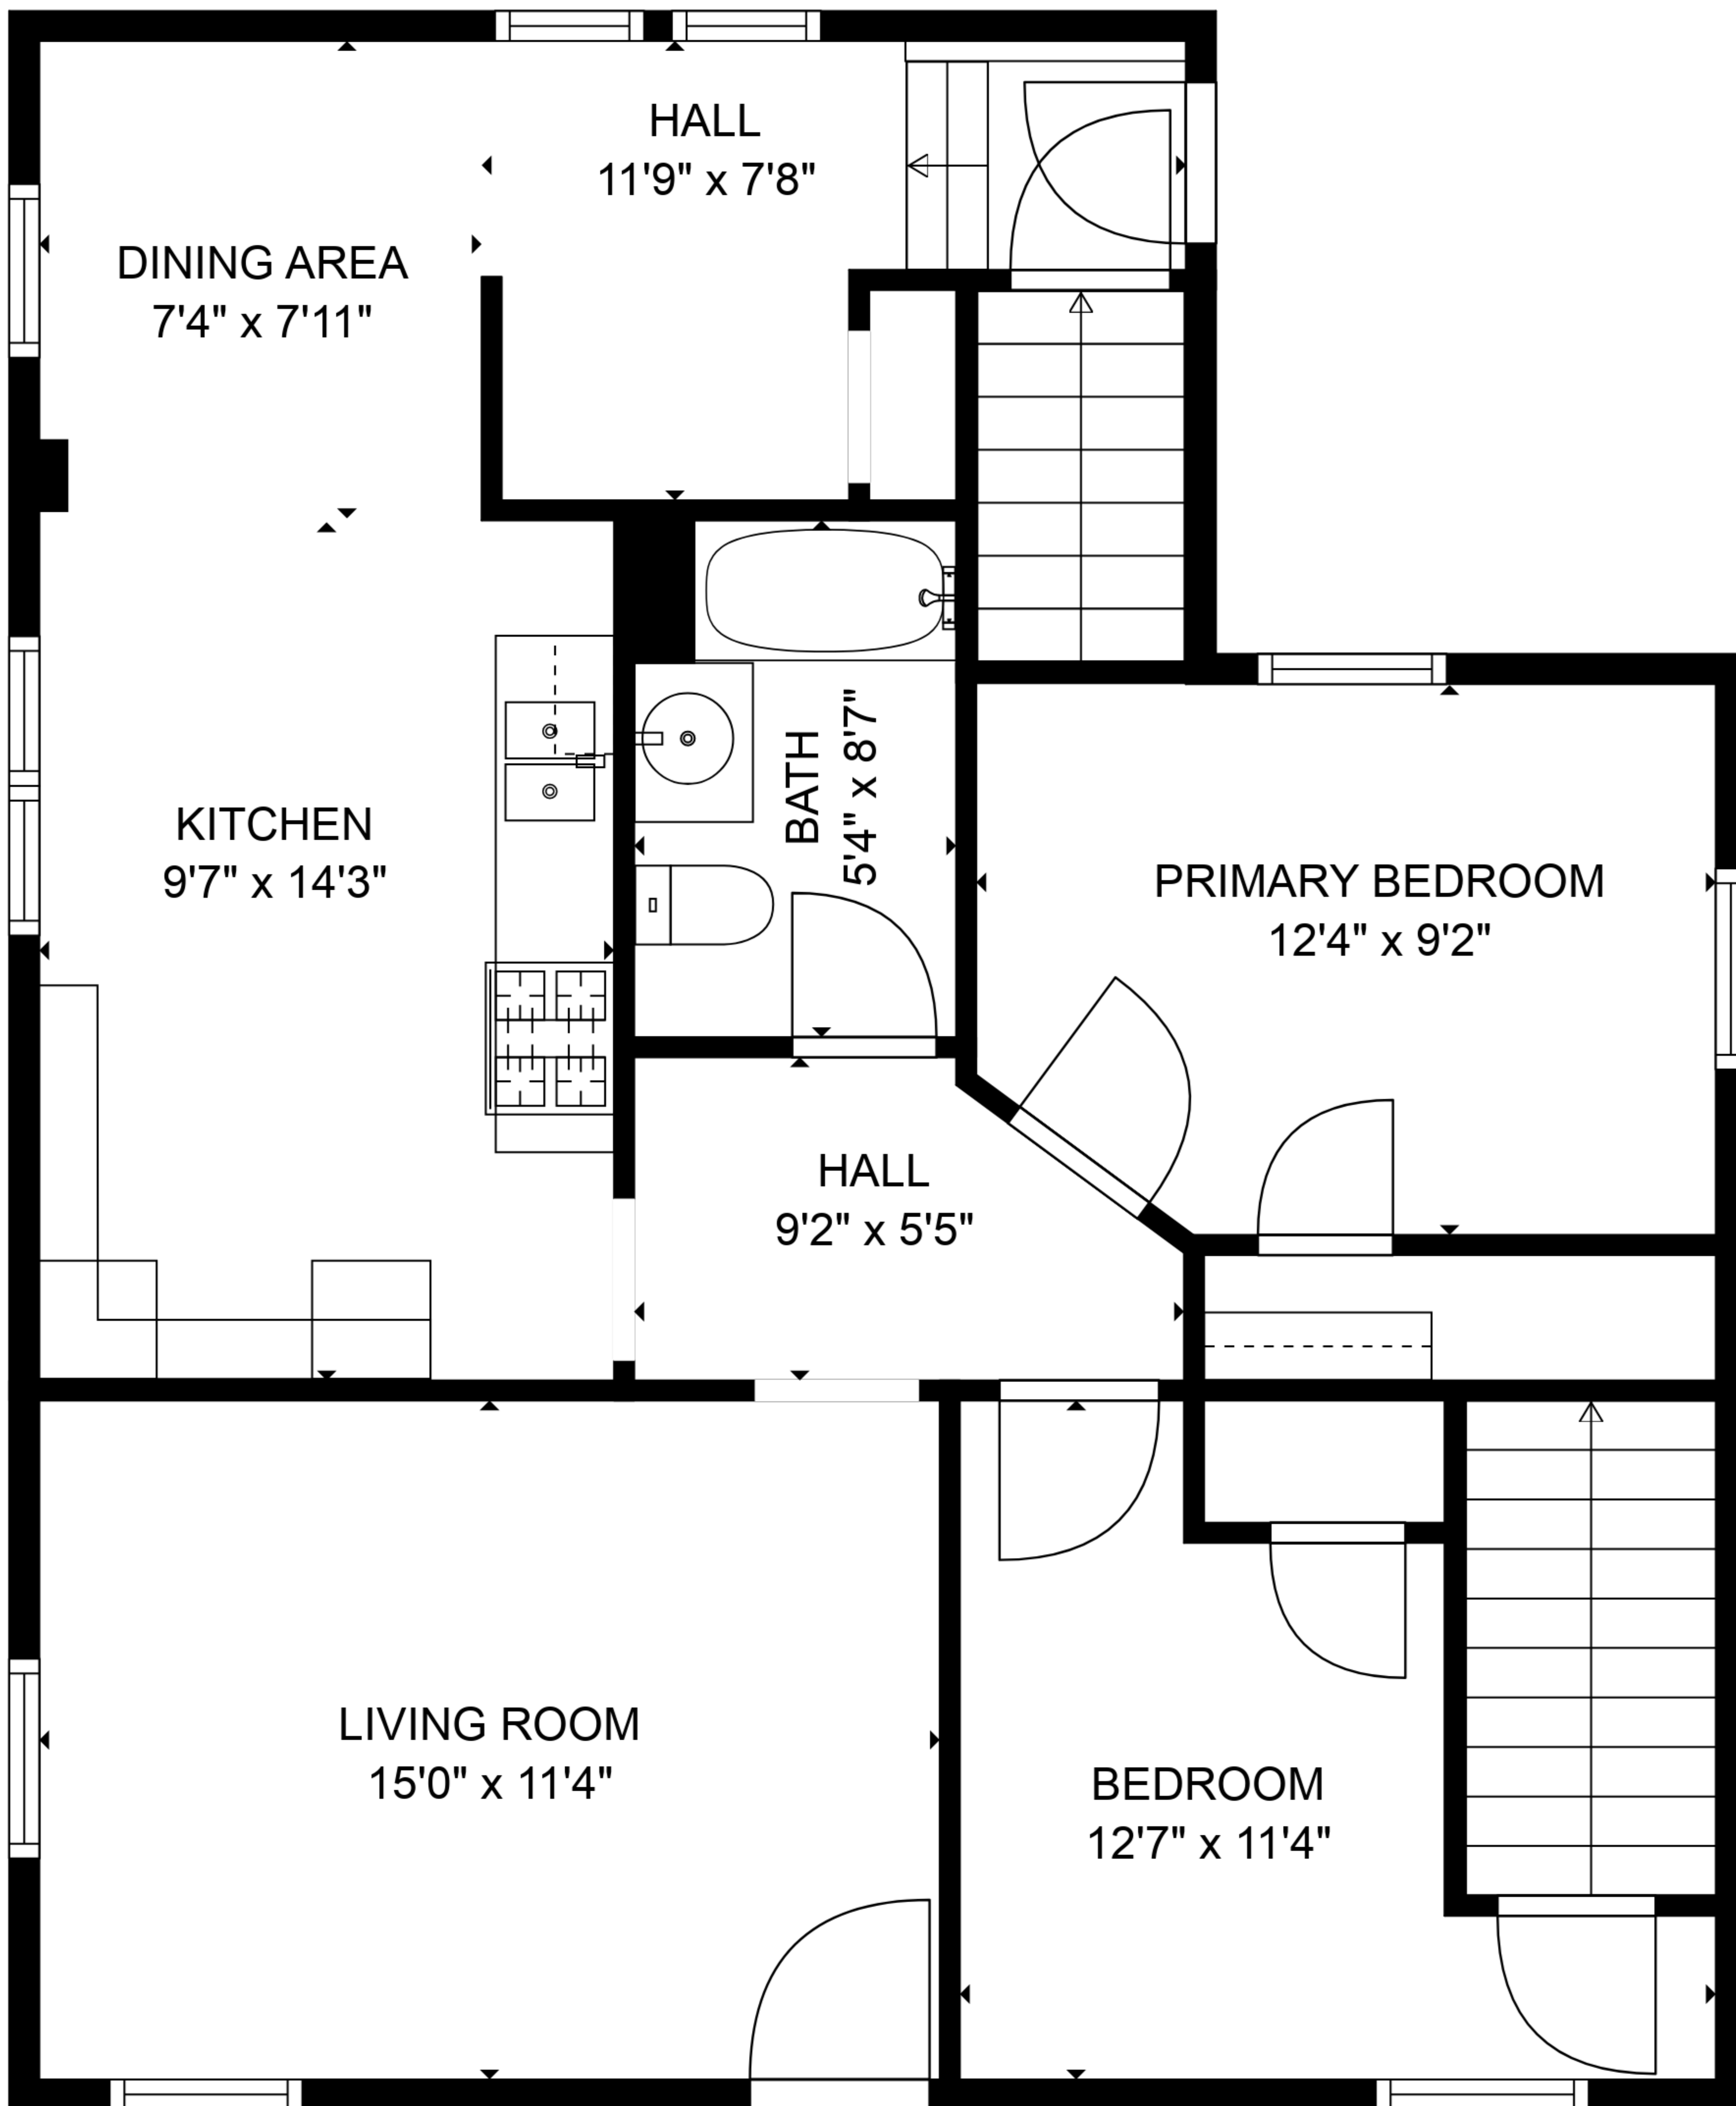 HALL
11'9" x 7'8"
DINING AREA
7'4" x 7'11"
KITCHEN
9'7" x 14'3"
BATH
5'4" x 8'7"
PRIMARY BEDROOM
12'4" x 9'2"
HALL
9'2" x 5'5"
LIVING ROOM
15'0" x 11'4"
BEDROOM
12'7" x 11'4"